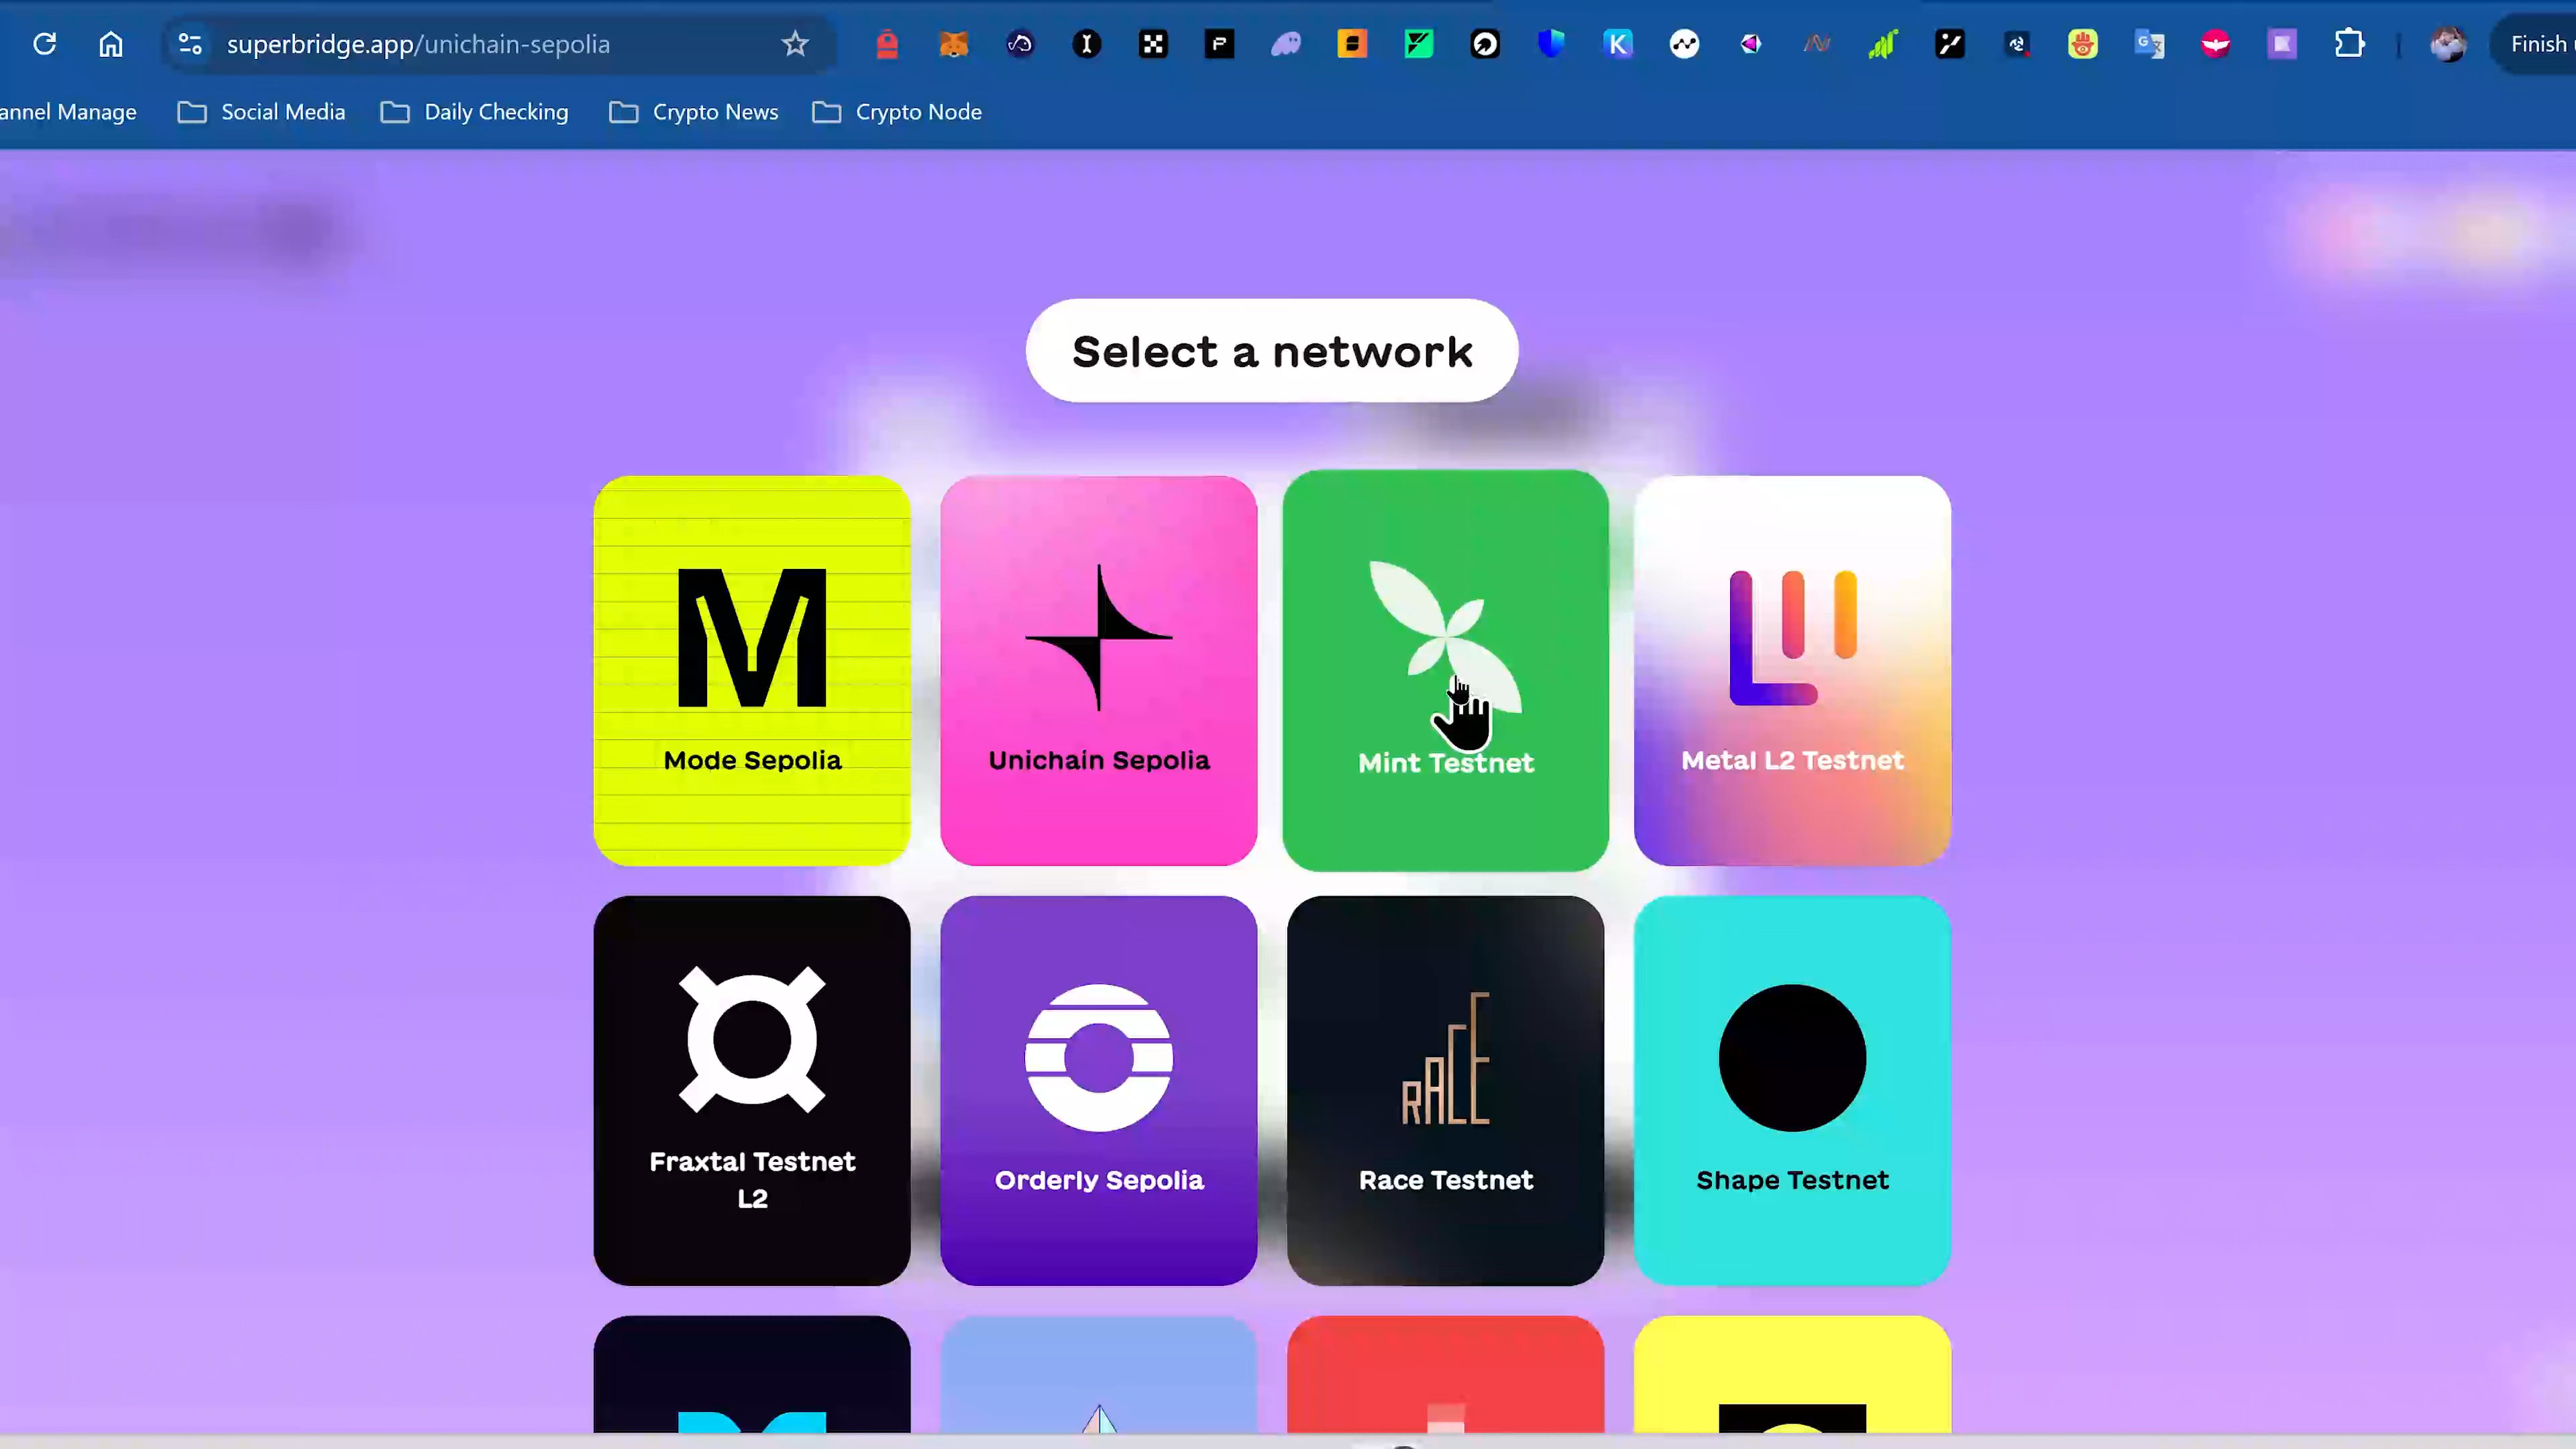 superbridge.app/unichain-sepolia
Finish
annel Manage
Social Media
Daily Checking
Crypto News
Crypto Node
Select a network
M
Mode Sepolia
Unichain Sepolia
Mint Testnet
Metal L2 Testnet
Fraxtal Testnet
L2
Orderly Sepolia
RACE
Race Testnet
Shape Testnet